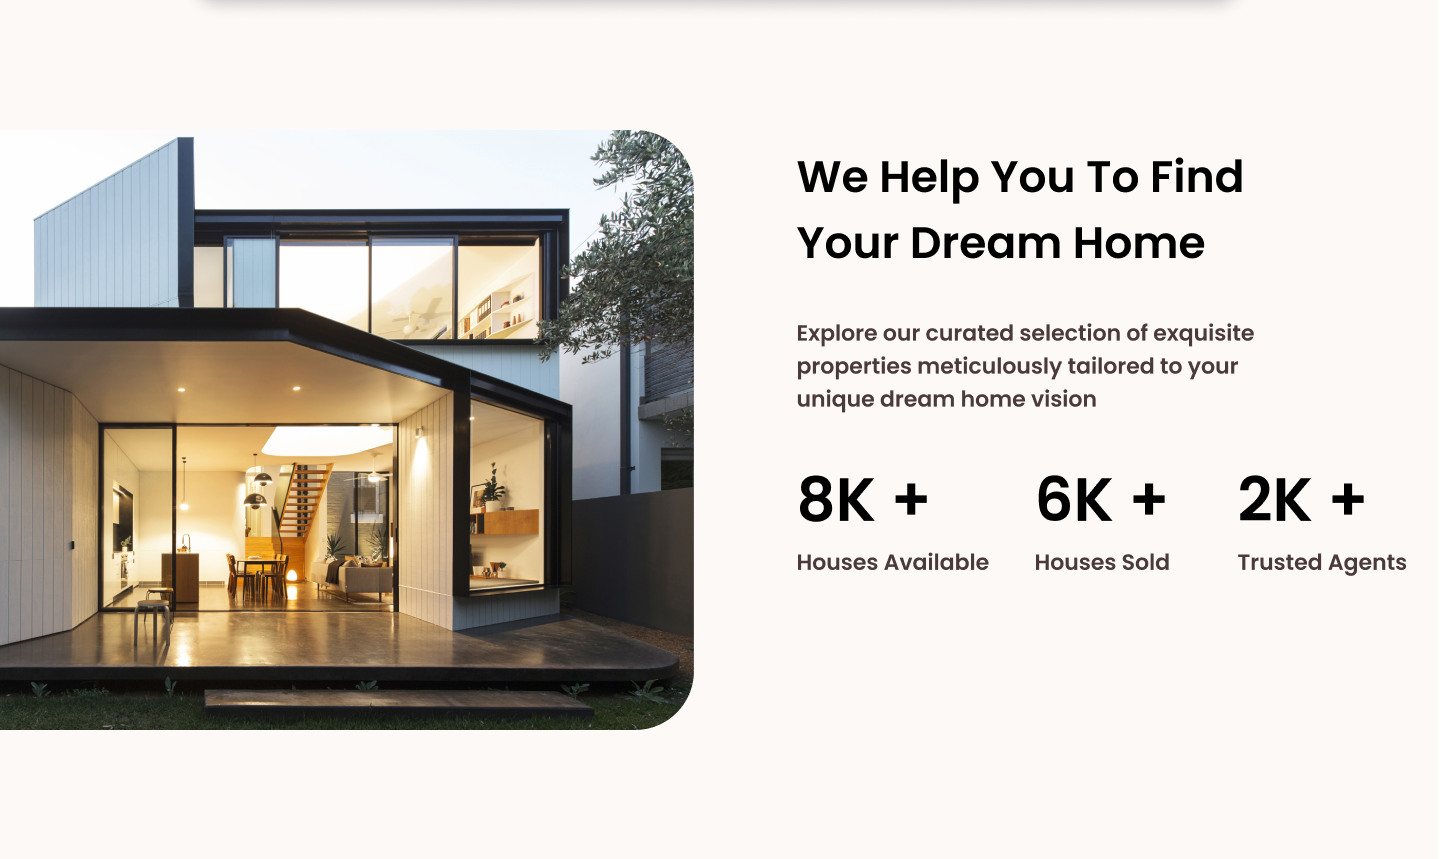 We Help You To Find
Your Dream Home
Explore our curated selection of exquisite
properties meticulously tailored to your
unique dream home vision
8K + 6K + 2K +
Houses Available Houses Sold Trusted Agents